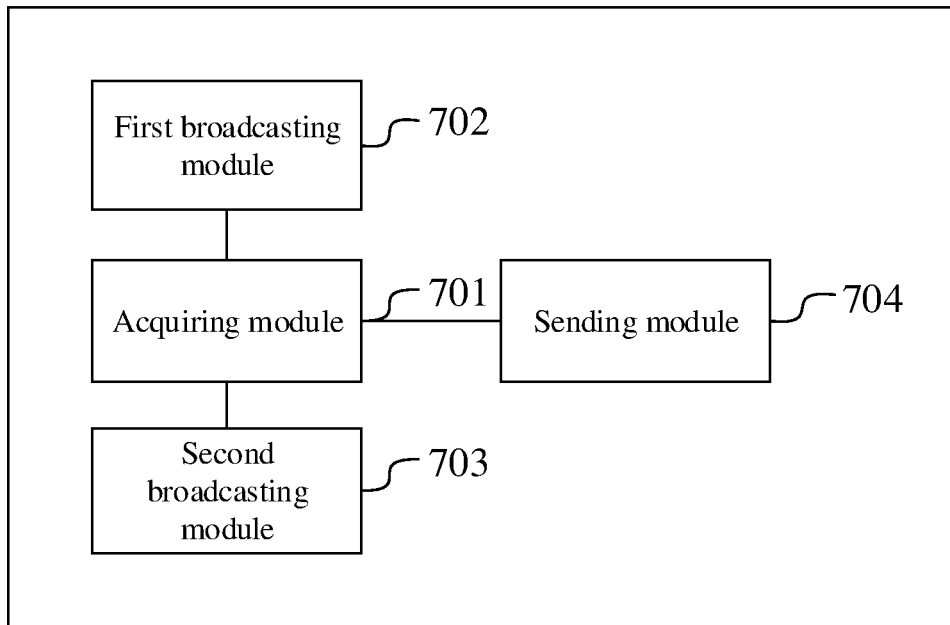 First broadcasting
module
702
Acquiring module
701
Sending module
704
Second
broadcasting
module
703